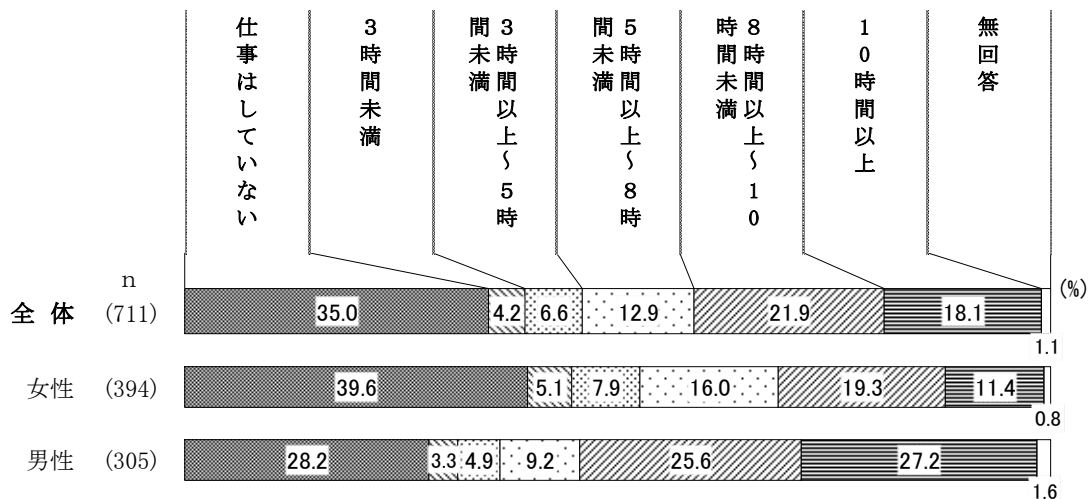 仕事はしていない
3時間未満
3時間以上～5時
間未満
5時間以上～8時
間未満
8時間以上～10
時間未満
10時間以上
無回答
n
(%)
全体 (711) 35.0 4.2 6.6 12.9 21.9 18.1 1.1
女性 (394) 39.6 5.1 7.9 16.0 19.3 11.4 0.8
男性 (305) 28.2 3.3 4.9 9.2 25.6 27.2 1.6